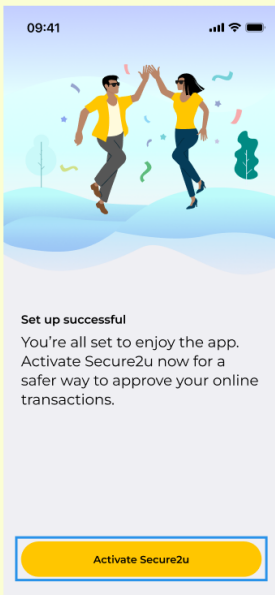 09:41
Set up successful
You’re all set to enjoy the app.
Activate Secure2u now for a
safer way to approve your online
transactions.
Activate Secure2u